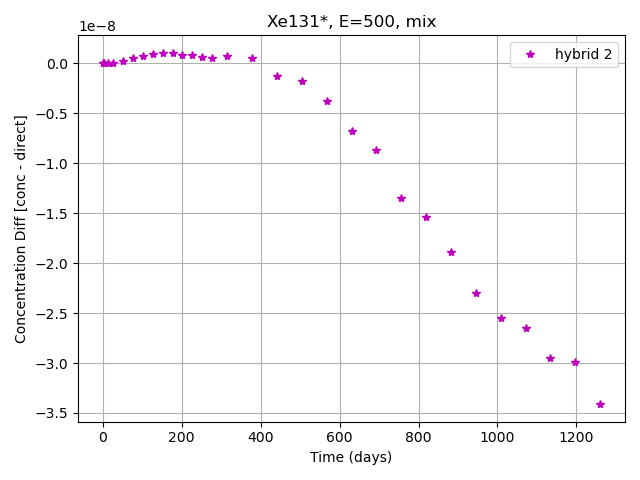 Xe131*, E=500, mix
1e−8
hybrid 2
0.0
−0.5
−1.0
−1.5
−2.0
−2.5
−3.0
−3.5
Concentration Diff [conc - direct]
0 200 400 600 800 1000 1200
Time (days)